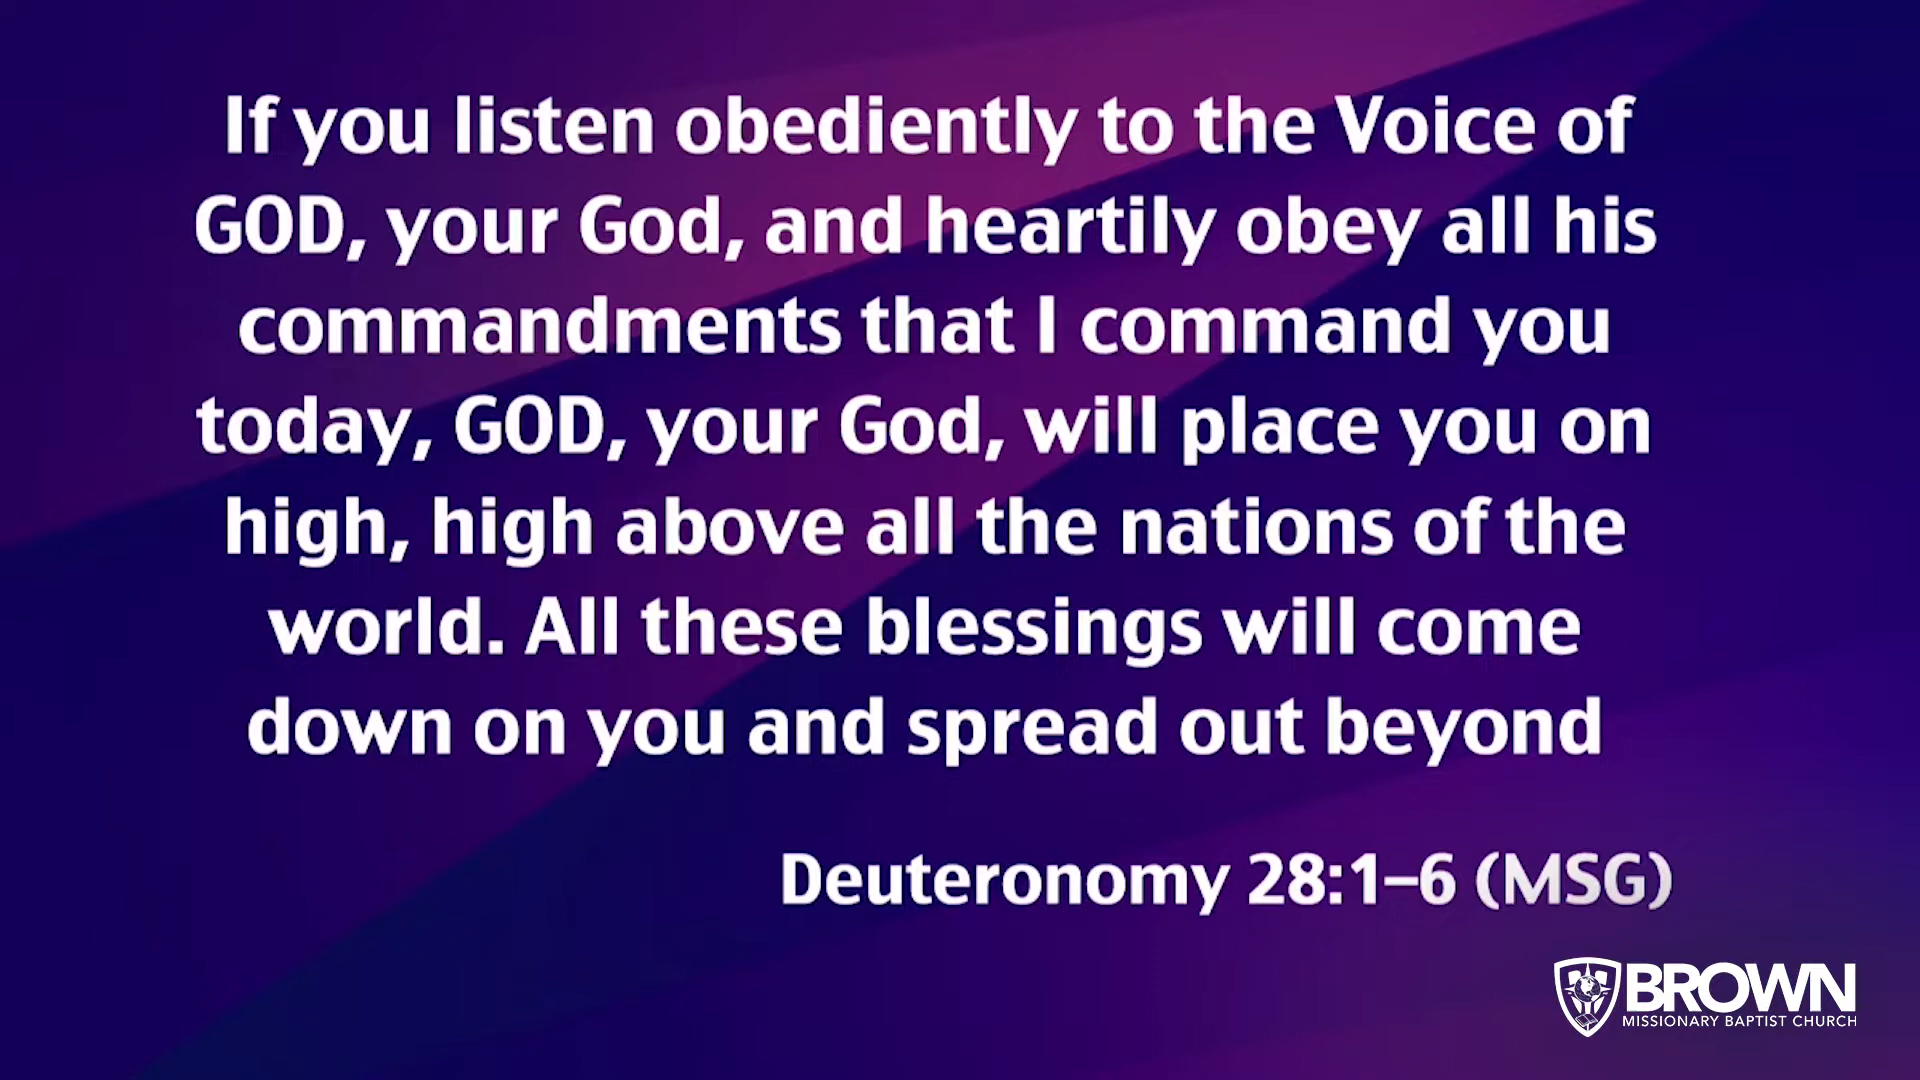 If you listen obediently to the Voice of
GOD, your God, and heartily obey all his
commandments that I command you
today, GOD, your God, will place you on
high, high above all the nations of the
world. All these blessings will come
down on you and spread out beyond
Deuteronomy 28:1–6 (MSG)
BROWN
MISSIONARY BAPTIST CHURCH